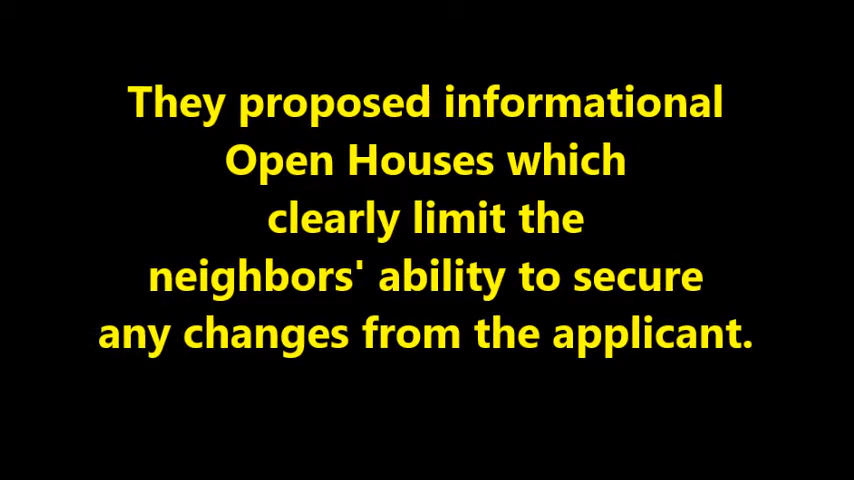 They proposed informational
Open Houses which
clearly limit the
neighbors' ability to secure
any changes from the applicant.